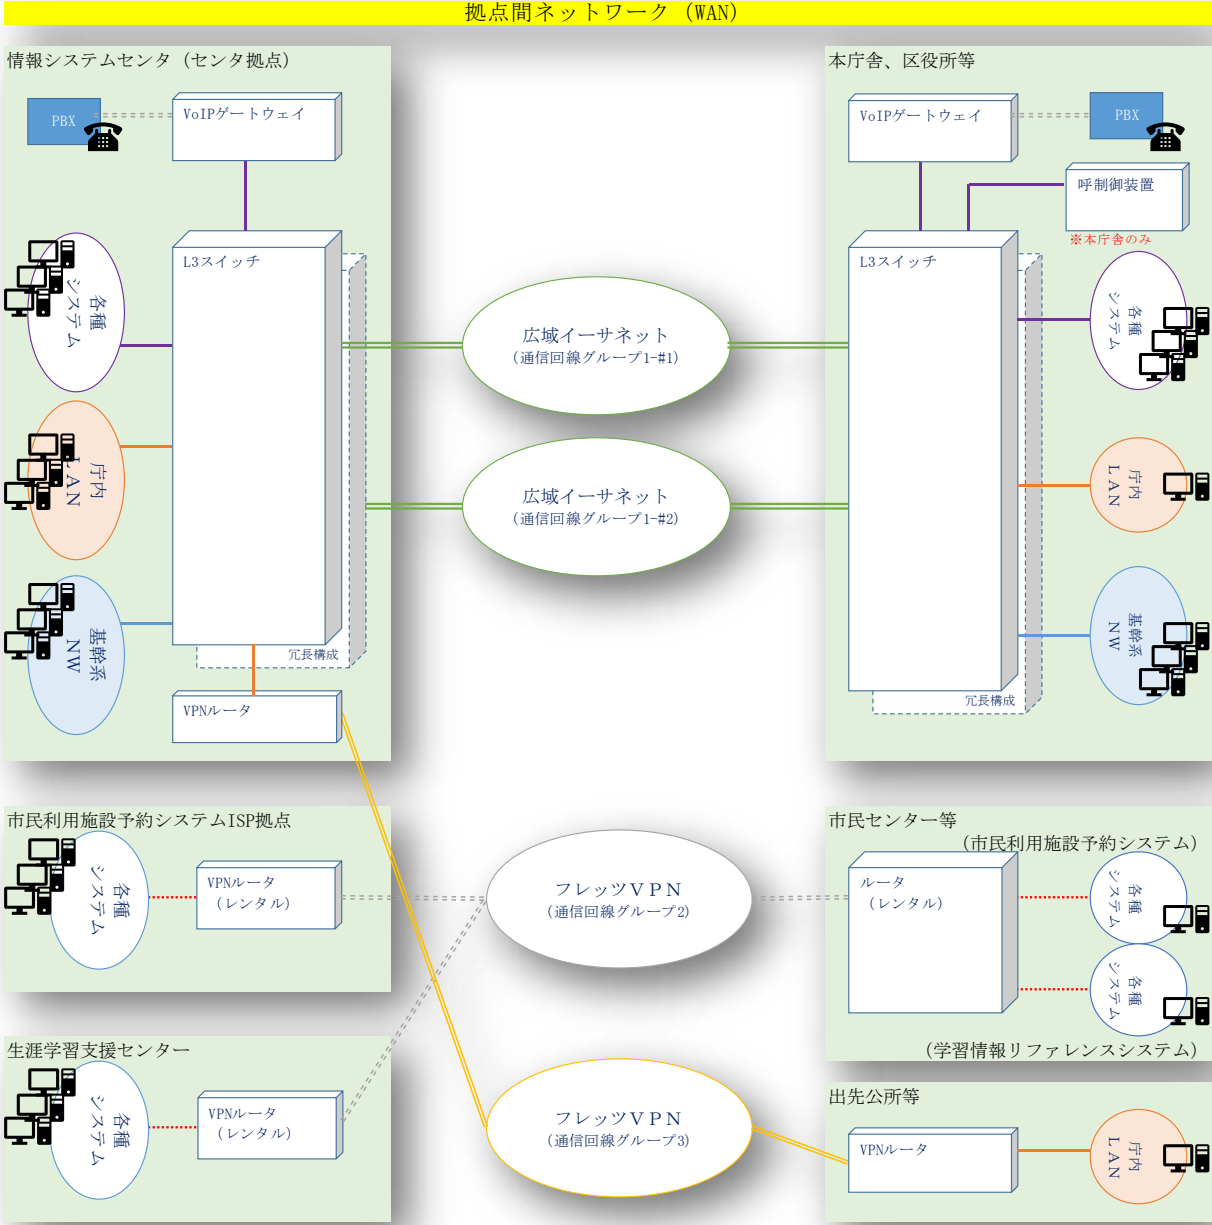 拠点間ネットワーク（WAN）
情報システムセンタ（センタ拠点）
PBX
VoIPゲートウェイ
L3スイッチ
各種
システム
庁内
LAN
基幹系
NW
冗長構成
VPNルータ
広域イーサネット
（通信回線グループ1-#1）
広域イーサネット
（通信回線グループ1-#2）
本庁舎、区役所等
VoIPゲートウェイ
PBX
呼制御装置
※本庁舎のみ
L3スイッチ
各種
システム
庁内
LAN
基幹系
NW
冗長構成
市民利用施設予約システムISP拠点
各種
システム
VPNルータ
（レンタル）
フレッツＶＰＮ
（通信回線グループ2）
市民センター等
（市民利用施設予約システム）
ルータ
（レンタル）
各種
システム
各種
システム
（学習情報リファレンスシステム）
生涯学習支援センター
各種
システム
VPNルータ
（レンタル）
フレッツＶＰＮ
（通信回線グループ3）
出先公所等
VPNルータ
庁内
LAN